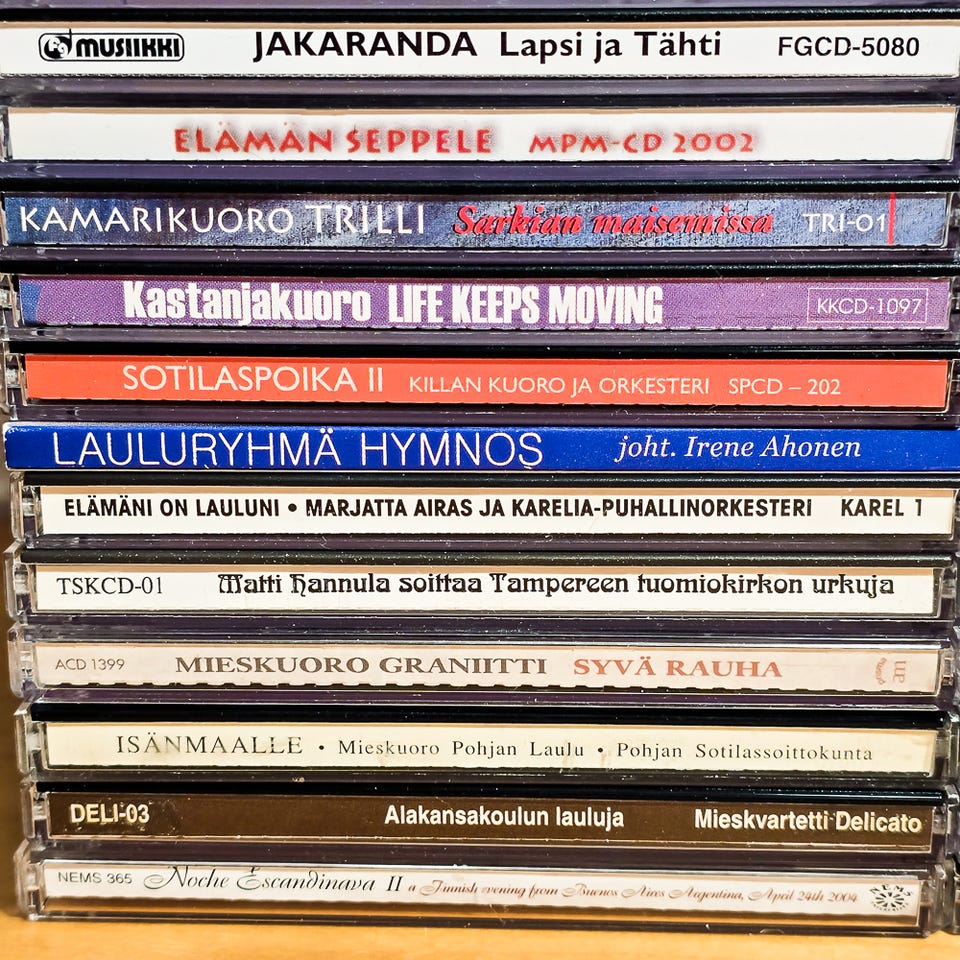 FG MUSIIKKI JAKARANDA Lapsi ja Tähti FGCD-5080
ELÄMÄN SEPPELE MPM-CD 2002
KAMARIKUORO TRILLI Sarkian maisemissa TRI-01
Kastanjakuoro LIFE KEEPS MOVING KKCD-1097
SOTILASPOIKA II KILLAN KUORO JA ORKESTERI SPCD – 202
LAULURYHMÄ HYMNOS joht. Irene Ahonen
ELÄMÄNI ON LAULUNI • MARJATTA AIRAS JA KARELIA-PUHALLINORKESTERI KAREL 1
TSKCD-01 Matti Hannula soittaa Tampereen tuomiokirkon urkuja
ACD 1399 MIESKUORO GRANIITTI SYVÄ RAUHA
ISÄNMAALLE • Mieskuoro Pohjan Laulu • Pohjan Sotilassoittokunta
DELI-03 Alakansakoulun lauluja Mieskvartetti Delicato
NEMS 365 Noche Escandinava II a Finnish evening from Buenos Aires Argentina, April 24th 2004